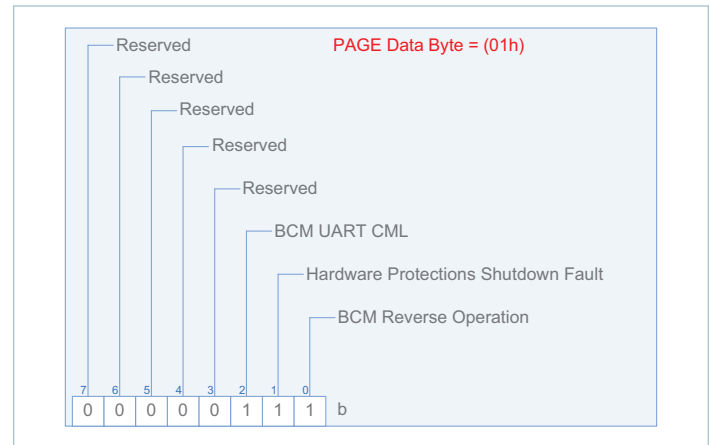 Reserved PAGE Data Byte = (01h)
Reserved
Reserved
Reserved
Reserved
BCM UART CML
Hardware Protections Shutdown Fault
BCM Reverse Operation
7 6 5 4 3 2 1 0
0 0 0 0 0 1 1 1 b